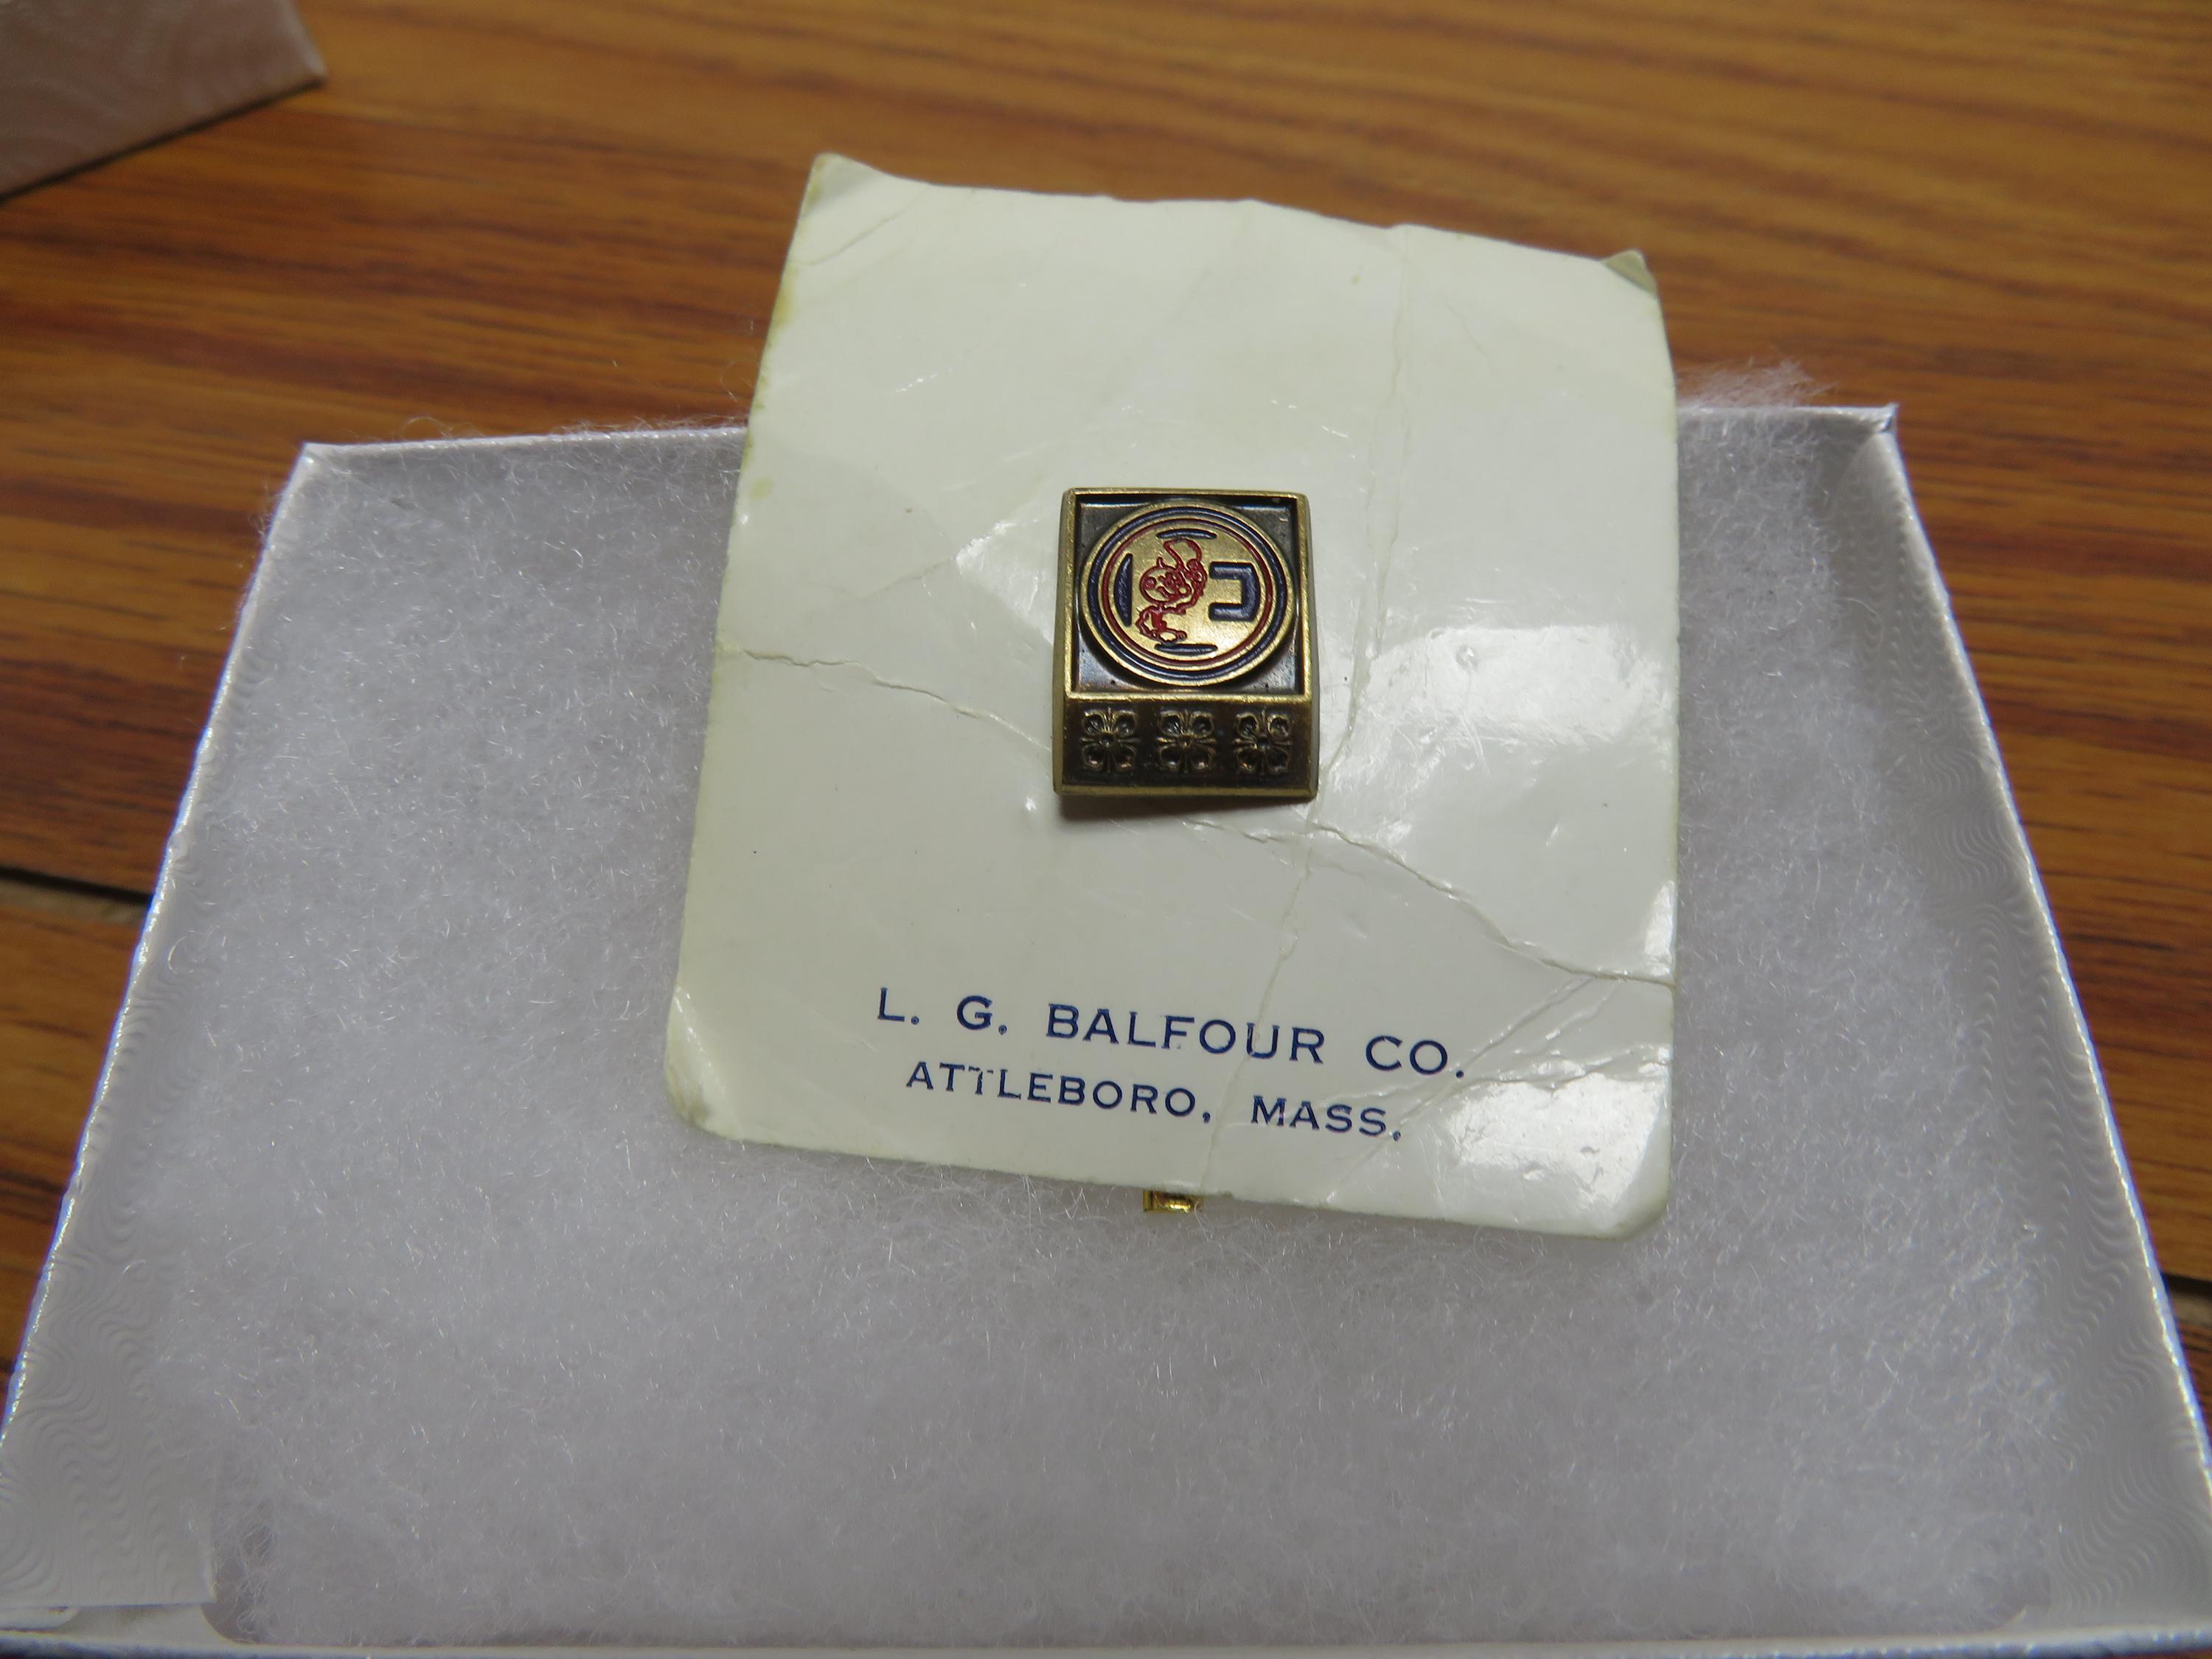 L. G. BALFOUR CO.
ATTLEBORO, MASS.